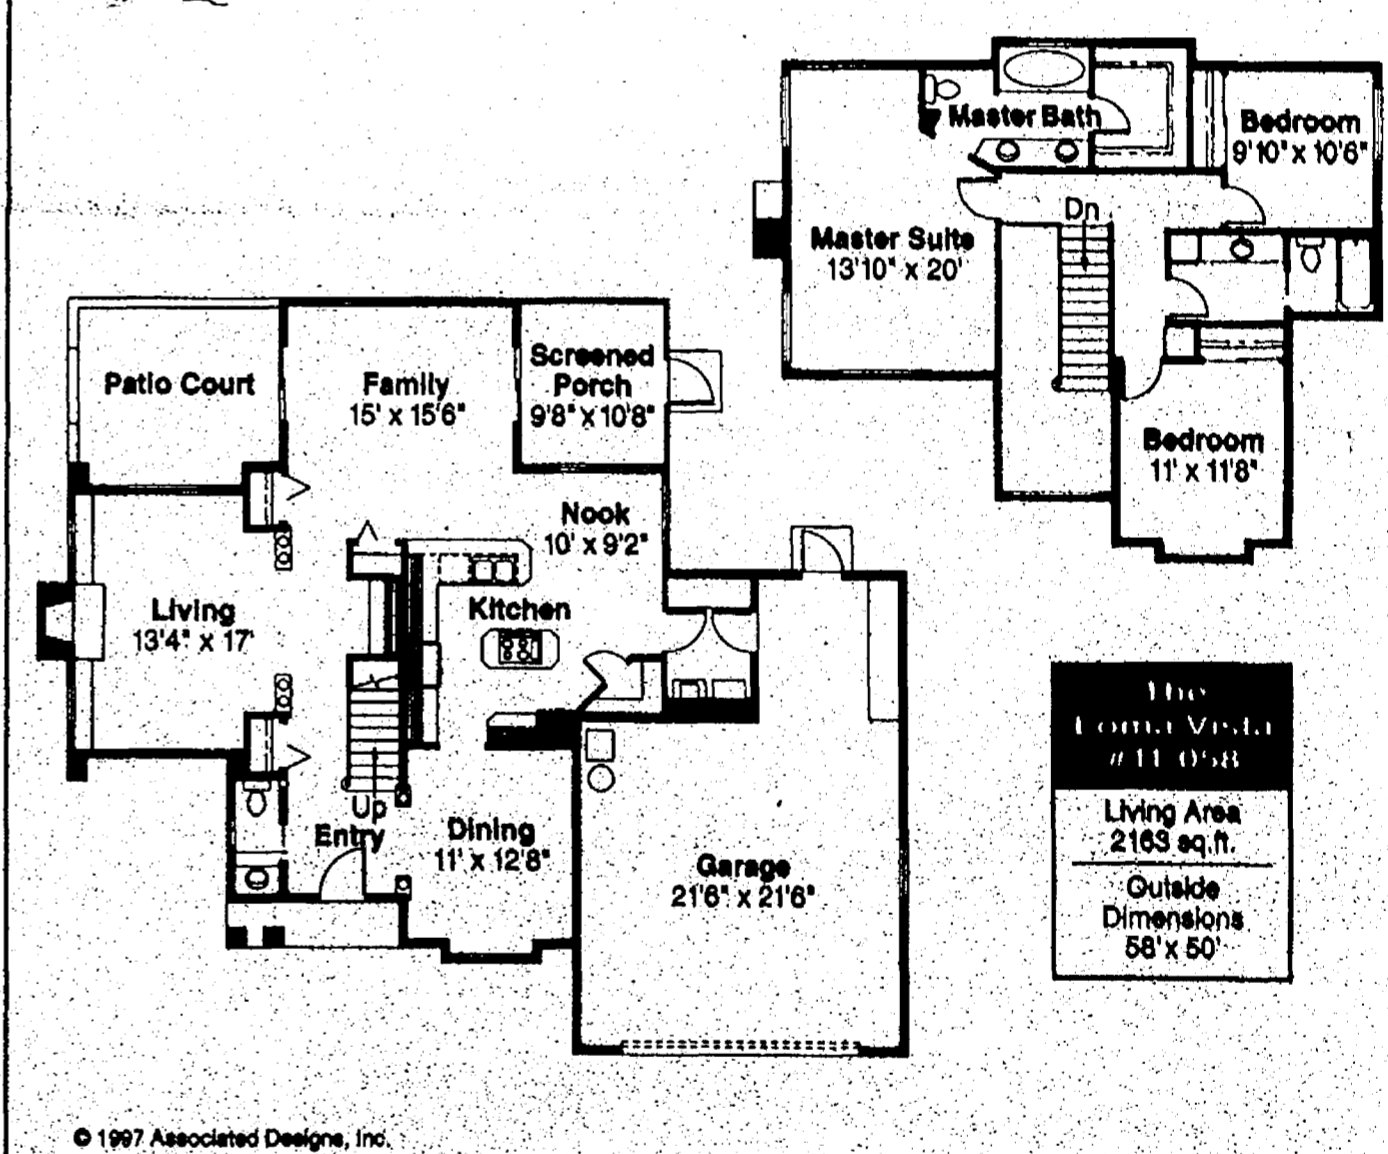 Master Bath
Bedroom
9'10" x 10'6"
Dn
Master Suite
13'10" x 20'
Bedroom
11' x 11'8"
Patio Court
Family
15' x 15'6"
Screened
Porch
9'8" x 10'8"
Nook
10' x 9'2"
Living
13'4" x 17'
Kitchen
Up
Entry
Dining
11' x 12'8"
Garage
21'6" x 21'6"
The
Loma Vista
#11-058
Living Area
2163 sq.ft.
Outside
Dimensions
58' x 50'
© 1997 Associated Designs, Inc.